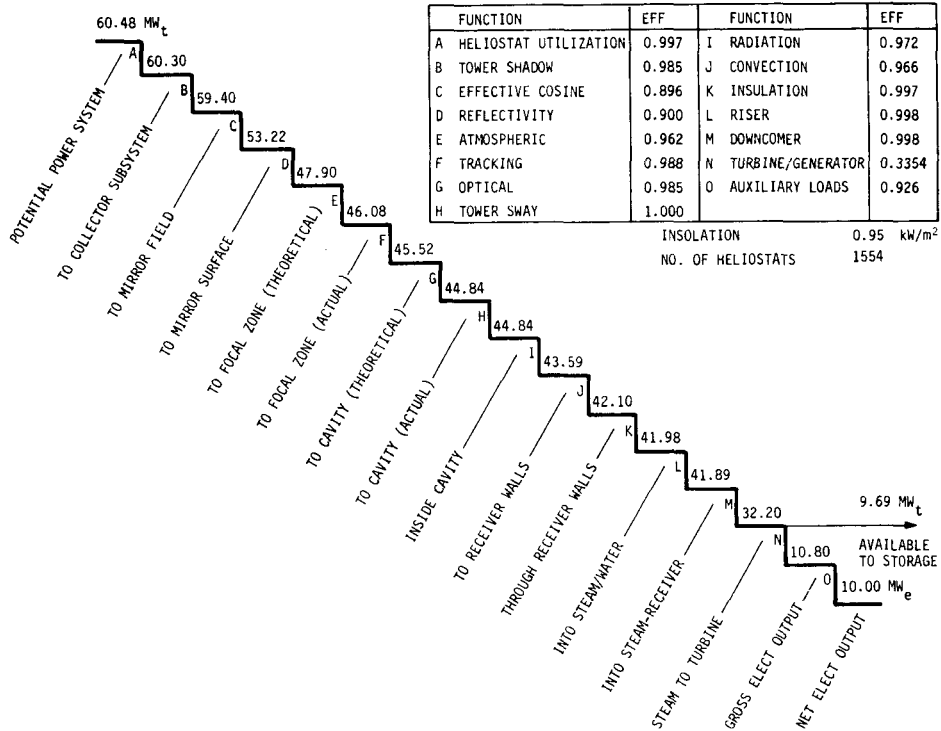 60.48 MWt
A
60.30
B
59.40
C
53.22
D
47.90
E
46.08
F
45.52
G
44.84
H
44.84
I
43.59
J
42.10
K
41.98
L
41.89
M
32.20
N
10.80
O
10.00 MWe
9.69 MWt
AVAILABLE
TO STORAGE
POTENTIAL POWER SYSTEM
TO COLLECTOR SUBSYSTEM
TO MIRROR FIELD
TO MIRROR SURFACE
TO FOCAL ZONE (THEORETICAL)
TO FOCAL ZONE (ACTUAL)
TO CAVITY (THEORETICAL)
TO CAVITY (ACTUAL)
INSIDE CAVITY
TO RECEIVER WALLS
THROUGH RECEIVER WALLS
INTO STEAM/WATER
INTO STEAM-RECEIVER
STEAM TO TURBINE
GROSS ELECT OUTPUT
NET ELECT OUTPUT
FUNCTION EFF FUNCTION EFF
A HELIOSTAT UTILIZATION 0.997 I RADIATION 0.972
B TOWER SHADOW 0.985 J CONVECTION 0.966
C EFFECTIVE COSINE 0.896 K INSULATION 0.997
D REFLECTIVITY 0.900 L RISER 0.998
E ATMOSPHERIC 0.962 M DOWNCOMER 0.998
F TRACKING 0.988 N TURBINE/GENERATOR 0.3354
G OPTICAL 0.985 O AUXILIARY LOADS 0.926
H TOWER SWAY 1.000
INSOLATION 0.95 kW/m²
NO. OF HELIOSTATS 1554